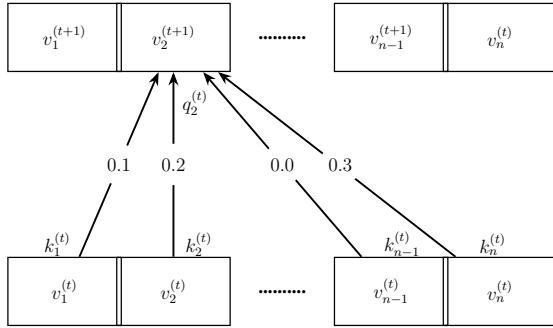 v_1^{(t+1)} v_2^{(t+1)} .......... v_{n-1}^{(t+1)} v_n^{(t)}
q_2^{(t)}
0.1 0.2 0.0 0.3
k_1^{(t)} k_2^{(t)} k_{n-1}^{(t)} k_n^{(t)}
v_1^{(t)} v_2^{(t)} .......... v_{n-1}^{(t)} v_n^{(t)}